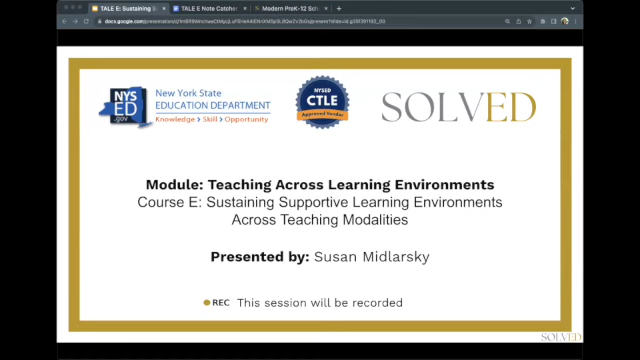 TALE E: Sustaining S
TALE E Note Catcher
Modern PreK-12 Sch
NYS
ED
.gov
New York State
EDUCATION DEPARTMENT
Knowledge > Skill > Opportunity
NYSED
CTLE
Approved Vendor
SOLVED
Module: Teaching Across Learning Environments
Course E: Sustaining Supportive Learning Environments
Across Teaching Modalities
Presented by: Susan Midlarsky
REC This session will be recorded
SOLVED